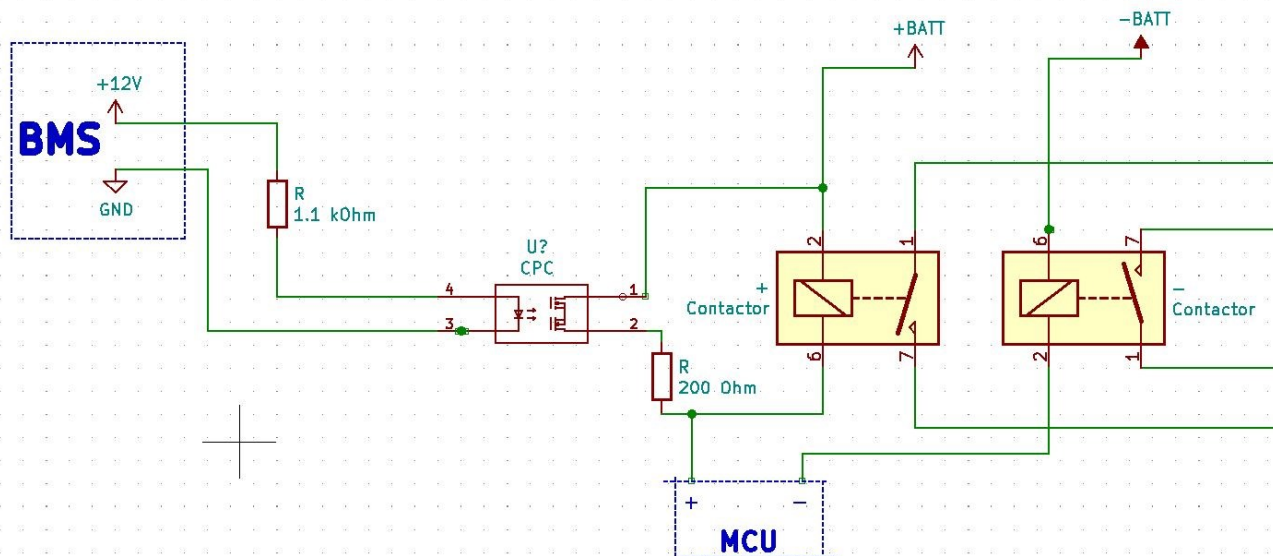 +BATT
-BATT
+12V
BMS
GND
R
1.1 kOhm
U?
CPC
4
1
3
2
R
200 Ohm
2
1
+
Contactor
6
7
6
7
-
Contactor
2
1
+
-
MCU